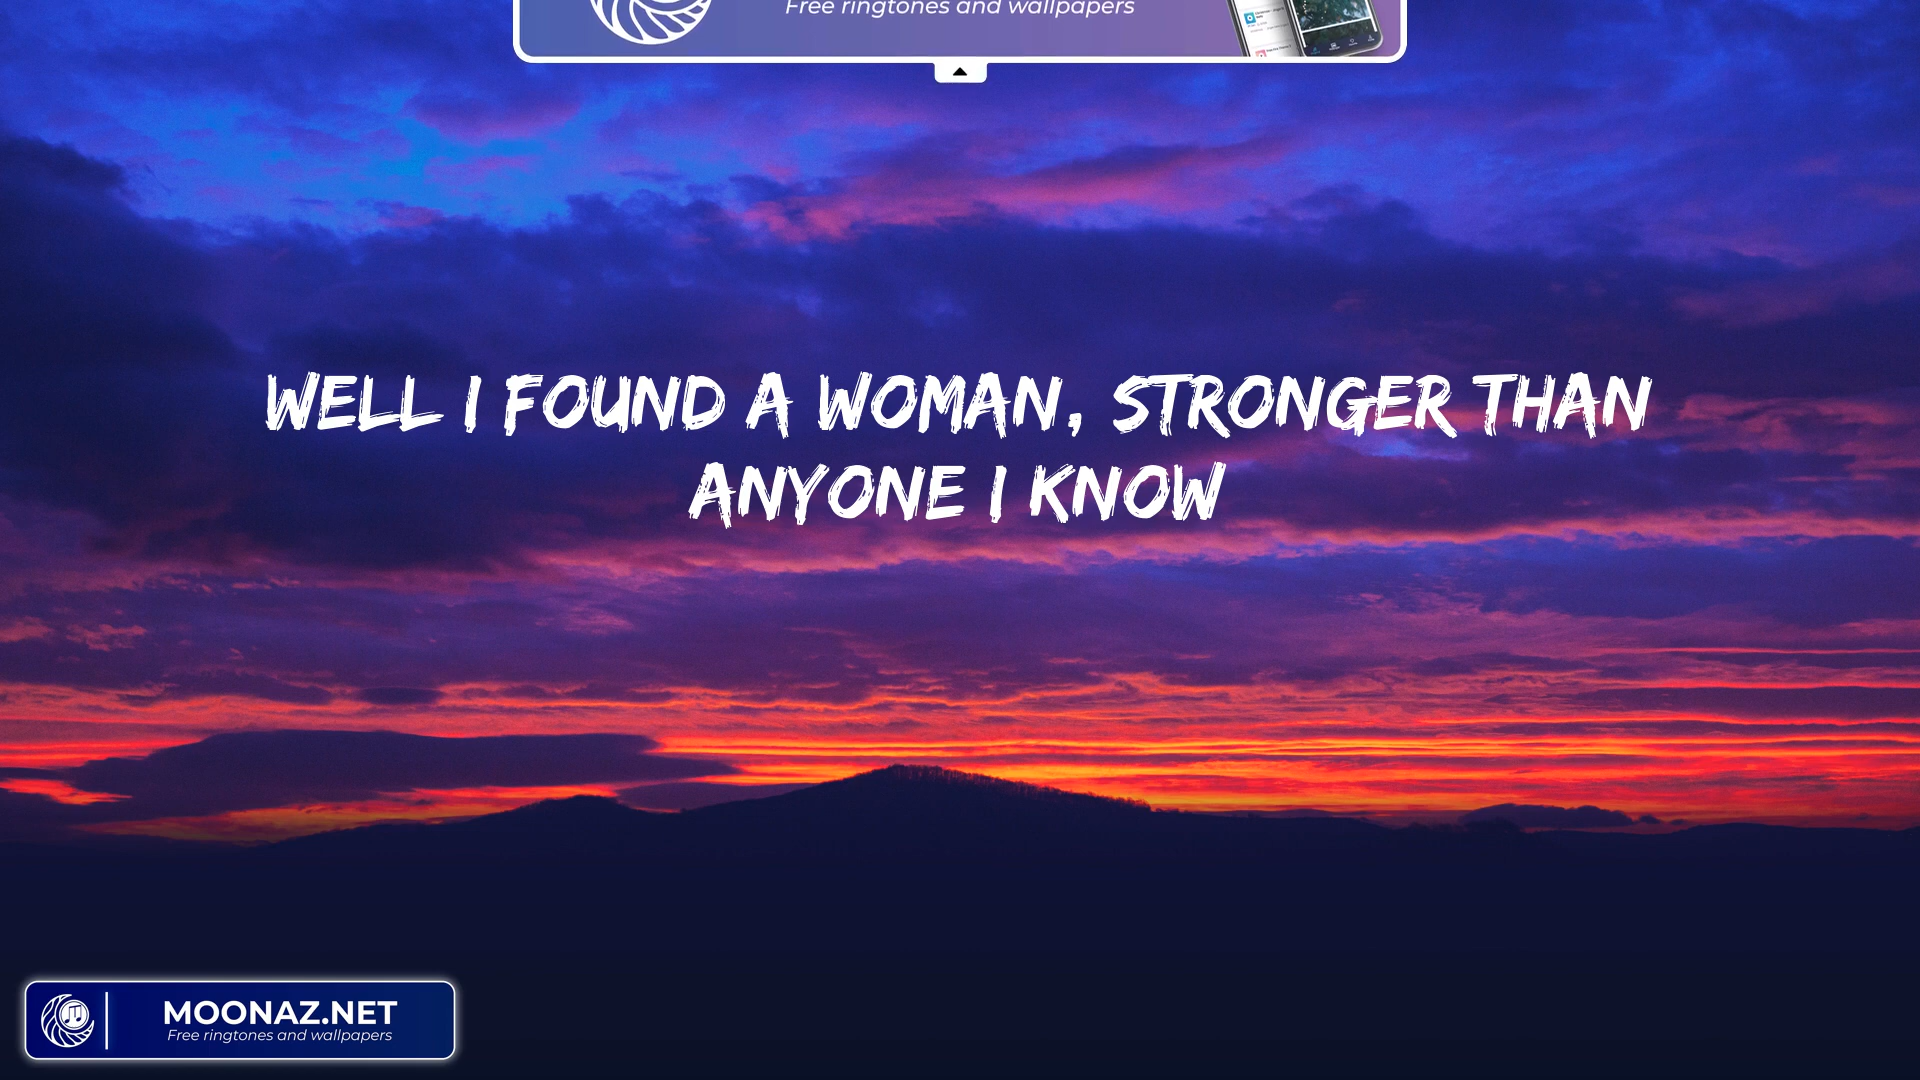 Free ringtones and wallpapers
WELL I FOUND A WOMAN, STRONGER THAN
ANYONE I KNOW
MOONAZ.NET
Free ringtones and wallpapers